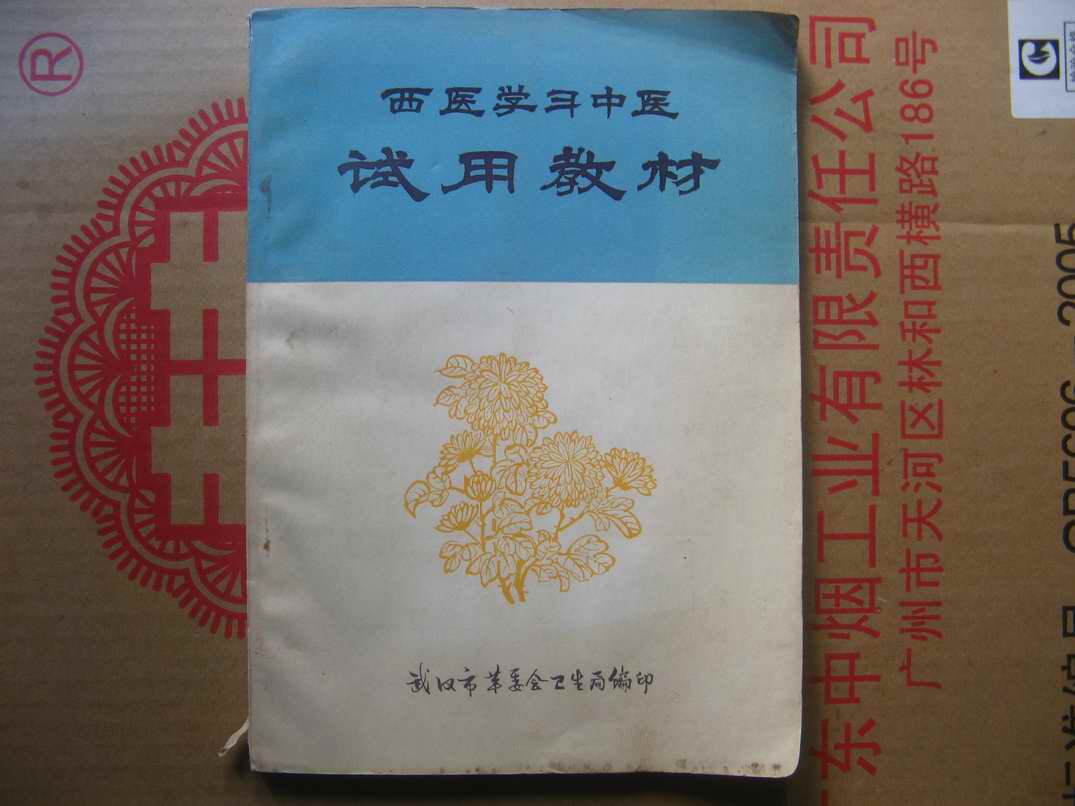 西医学习中医
试用教材
武汉市革委会卫生局编印
®
广东中烟工业有限责任公司
广州市天河区林和西横路186号
2005